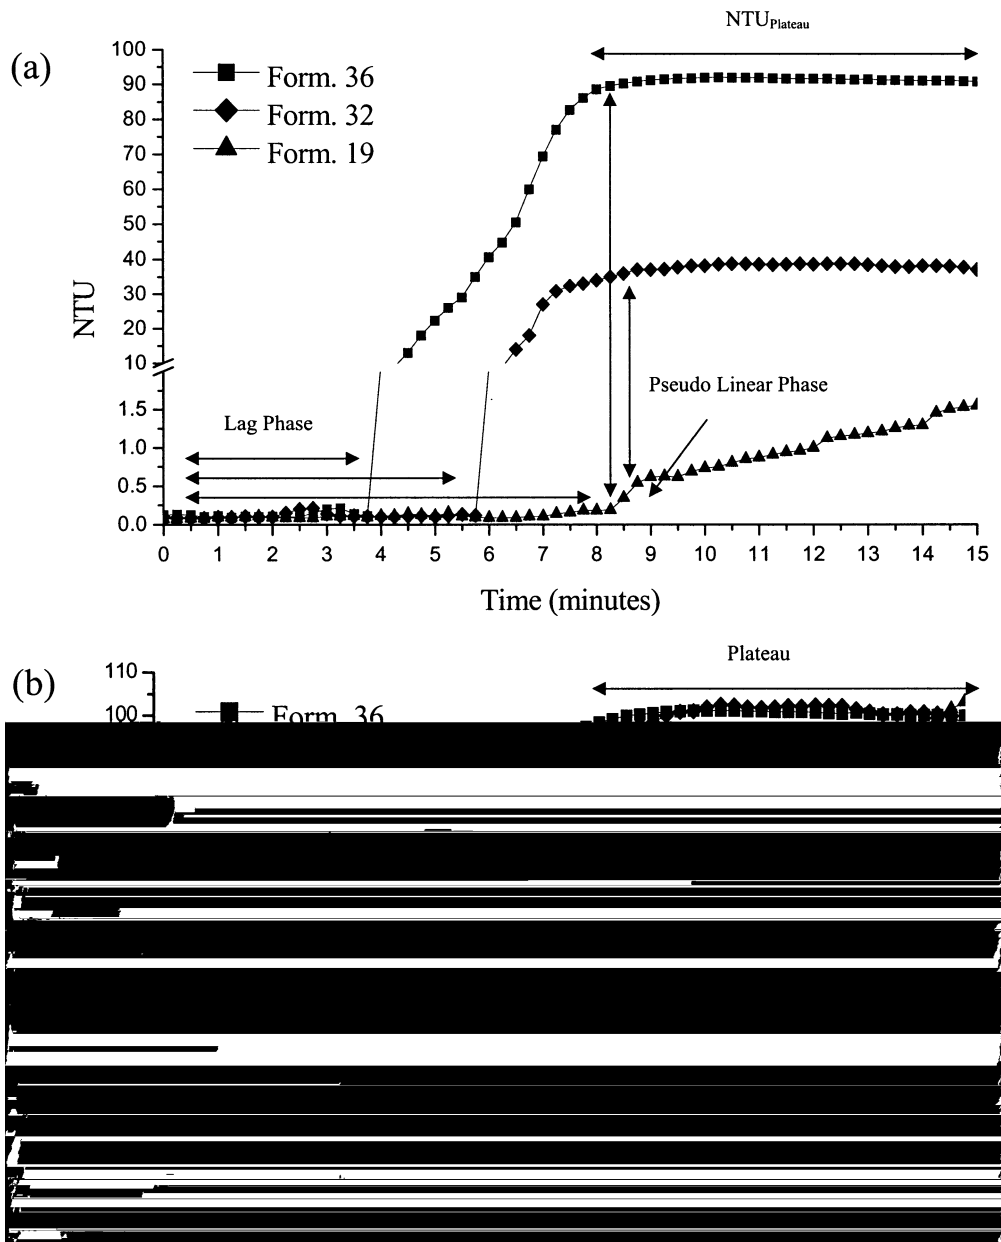 NTUPlateau
(a)
100
90
80
70
60
50
40
30
20
10
1.5
1.0
0.5
0.0
NTU
Form. 36
Form. 32
Form. 19
Lag Phase
Pseudo Linear Phase
0 1 2 3 4 5 6 7 8 9 10 11 12 13 14 15
Time (minutes)
(b)
Plateau
110
100
Form. 36